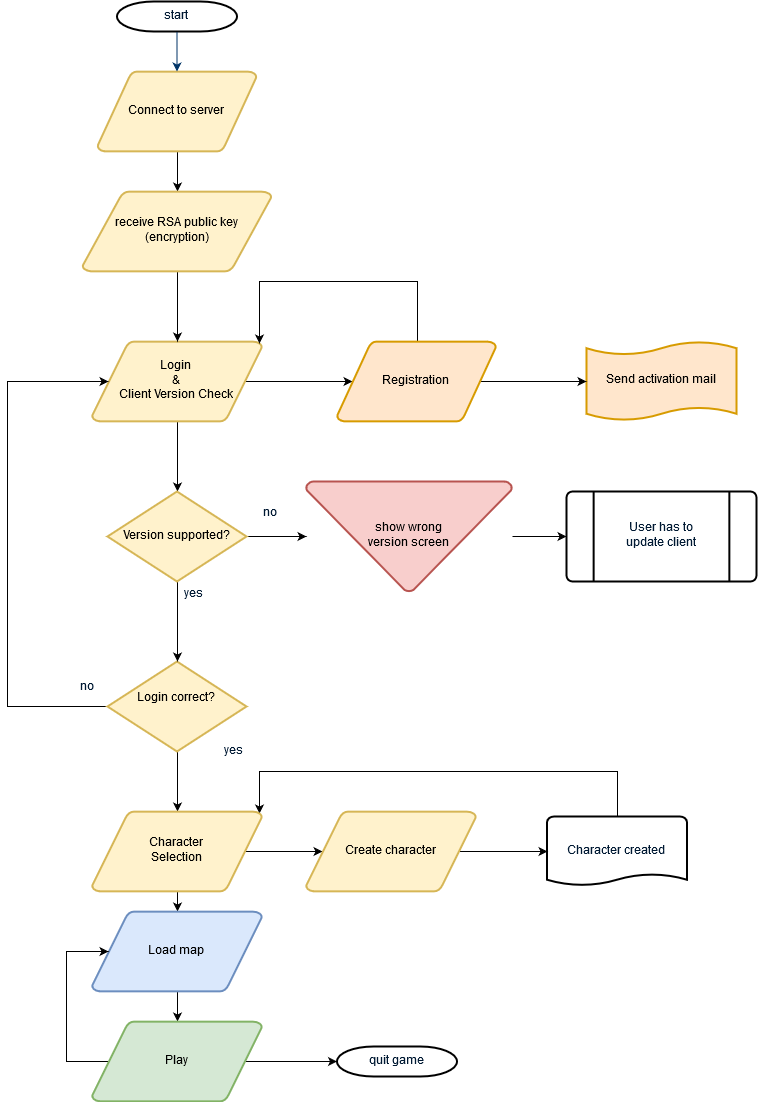 start
Connect to server
receive RSA public key
(encryption)
Login
&
Client Version Check
Registration
Send activation mail
Version supported?
no
show wrong
version screen
User has to
update client
yes
Login correct?
no
yes
Character
Selection
Create character
Character created
Load map
Play
quit game